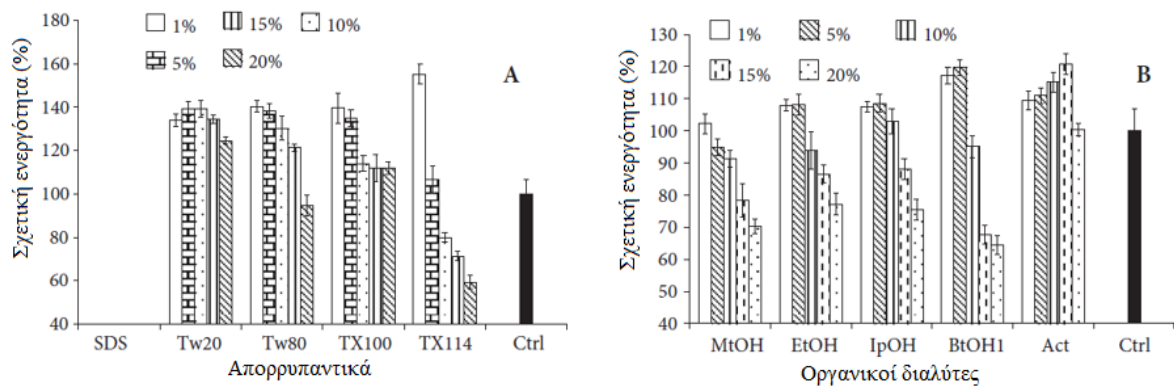 180
160
140
120
100
80
60
40
Σχετική ενεργότητα (%)
1% 15% 10%
5% 20%
A
SDS Tw20 Tw80 TX100 TX114 Ctrl
Απορρυπαντικά
130
120
110
100
90
80
70
60
50
40
Σχετική ενεργότητα (%)
1% 5% 10%
15% 20%
B
MtOH EtOH IpOH BtOH1 Act Ctrl
Οργανικοί διαλύτες